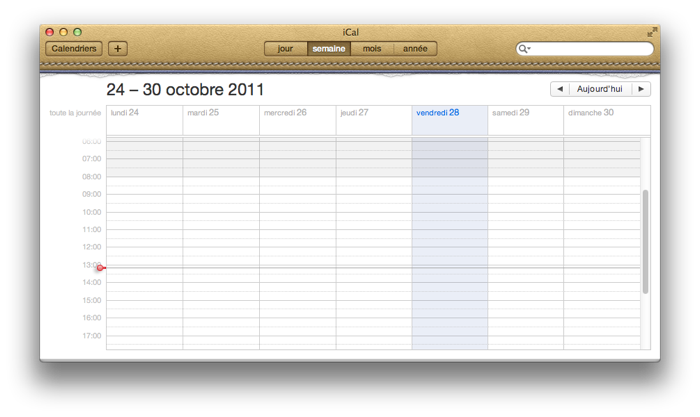 iCal
Calendriers + jour semaine mois année
24 – 30 octobre 2011
Aujourd'hui
toute la journée lundi 24 mardi 25 mercredi 26 jeudi 27 vendredi 28 samedi 29 dimanche 30
07:00
08:00
09:00
10:00
11:00
12:00
13:00
14:00
15:00
16:00
17:00